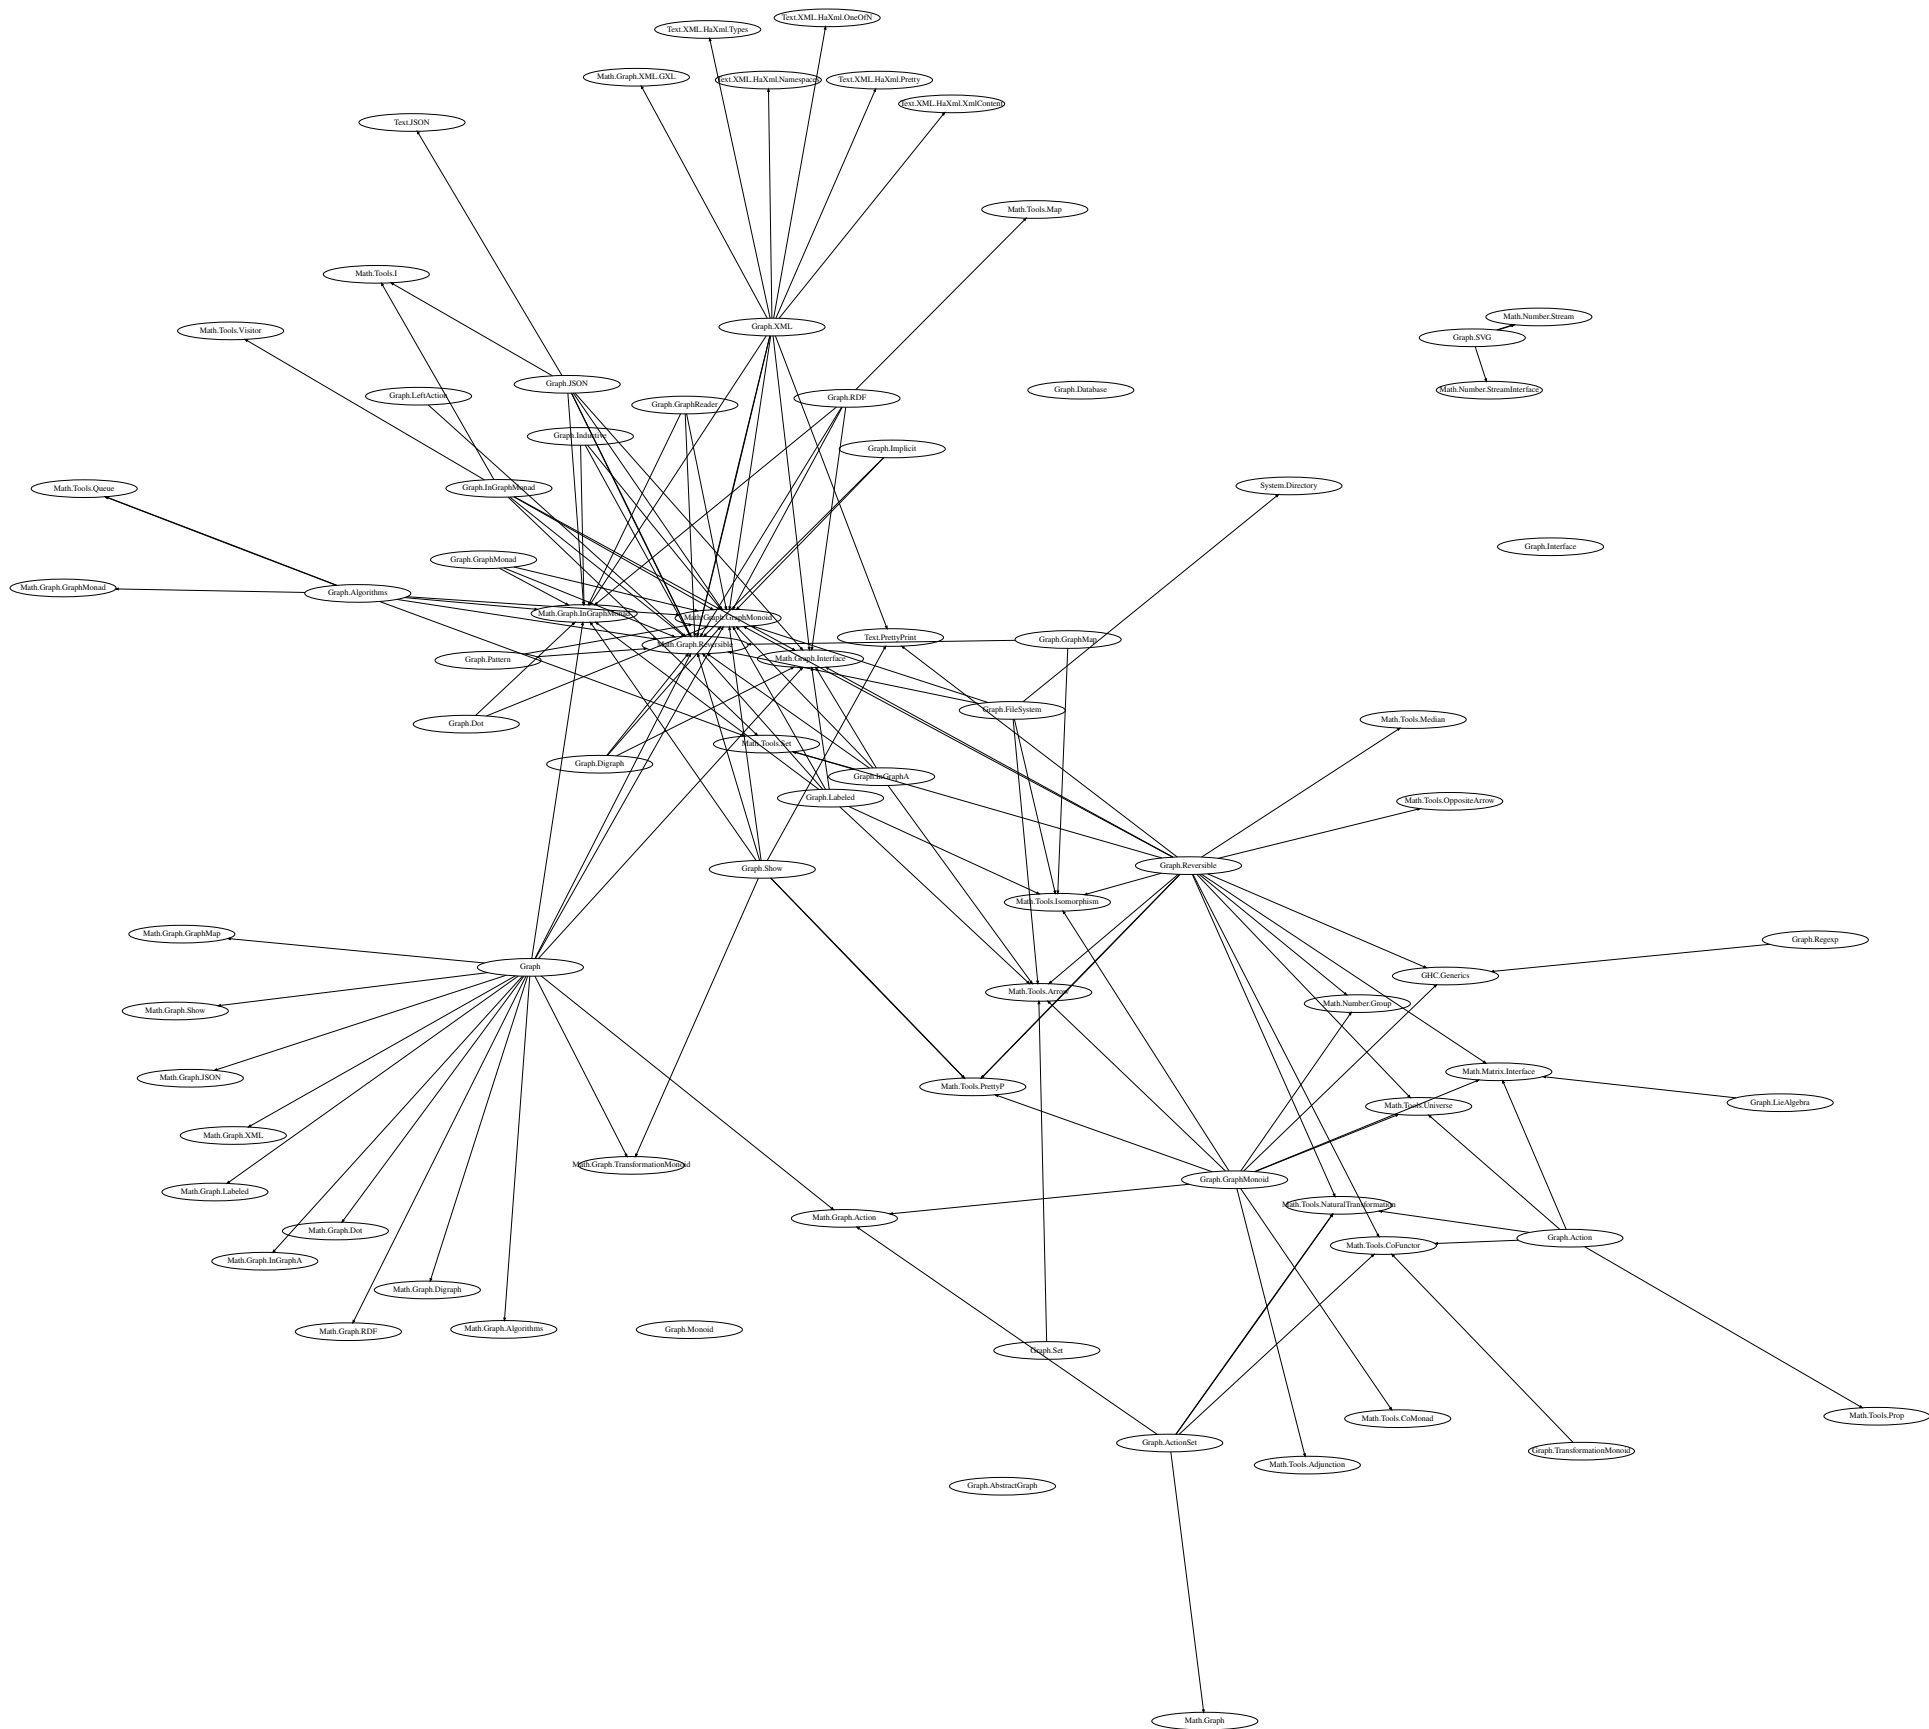 Text.XML.HaXml.OneOfN
Text.XML.HaXml.Types
Math.Graph.XML.GXL
Text.XML.HaXml.Namespaces
Text.XML.HaXml.Pretty
Text.XML.HaXml.XmlContent
Text.JSON
Math.Tools.Map
Math.Tools.I
Math.Number.Stream
Graph.XML
Math.Tools.Visitor
Graph.SVG
Graph.JSON
Graph.Database
Math.Number.StreamInterface
Graph.LeftAction
Graph.RDF
Graph.GraphReader
Graph.Inductive
Graph.Implicit
System.Directory
Math.Tools.Queue
Graph.InGraphMonad
Graph.Interface
Graph.GraphMonad
Math.Graph.GraphMonad
Graph.Algorithms
Math.Graph.InGraphMonad
Math.Graph.GraphMonoid
Text.PrettyPrint
Graph.GraphMap
Math.Graph.Reversible
Graph.Pattern
Math.Graph.Interface
Graph.FileSystem
Math.Tools.Median
Graph.Dot
Math.Tools.Set
Graph.Digraph
Graph.InGraphA
Graph.Labeled
Math.Tools.OppositeArrow
Graph.Reversible
Graph.Show
Math.Tools.Isomorphism
Math.Graph.GraphMap
Graph.Regexp
Graph
GHC.Generics
Math.Tools.Arrow
Math.Number.Group
Math.Graph.Show
Math.Matrix.Interface
Math.Graph.JSON
Math.Tools.PrettyP
Graph.LieAlgebra
Math.Tools.Universe
Math.Graph.XML
Math.Graph.TransformationMonoid
Graph.GraphMonoid
Math.Graph.Labeled
Math.Tools.NaturalTransformation
Math.Graph.Action
Math.Graph.Dot
Graph.Action
Math.Tools.CoFunctor
Math.Graph.InGraphA
Math.Graph.Digraph
Math.Graph.RDF
Math.Graph.Algorithms
Graph.Monoid
Graph.Set
Math.Tools.Prop
Math.Tools.CoMonad
Graph.ActionSet
Graph.TransformationMonoid
Math.Tools.Adjunction
Graph.AbstractGraph
Math.Graph